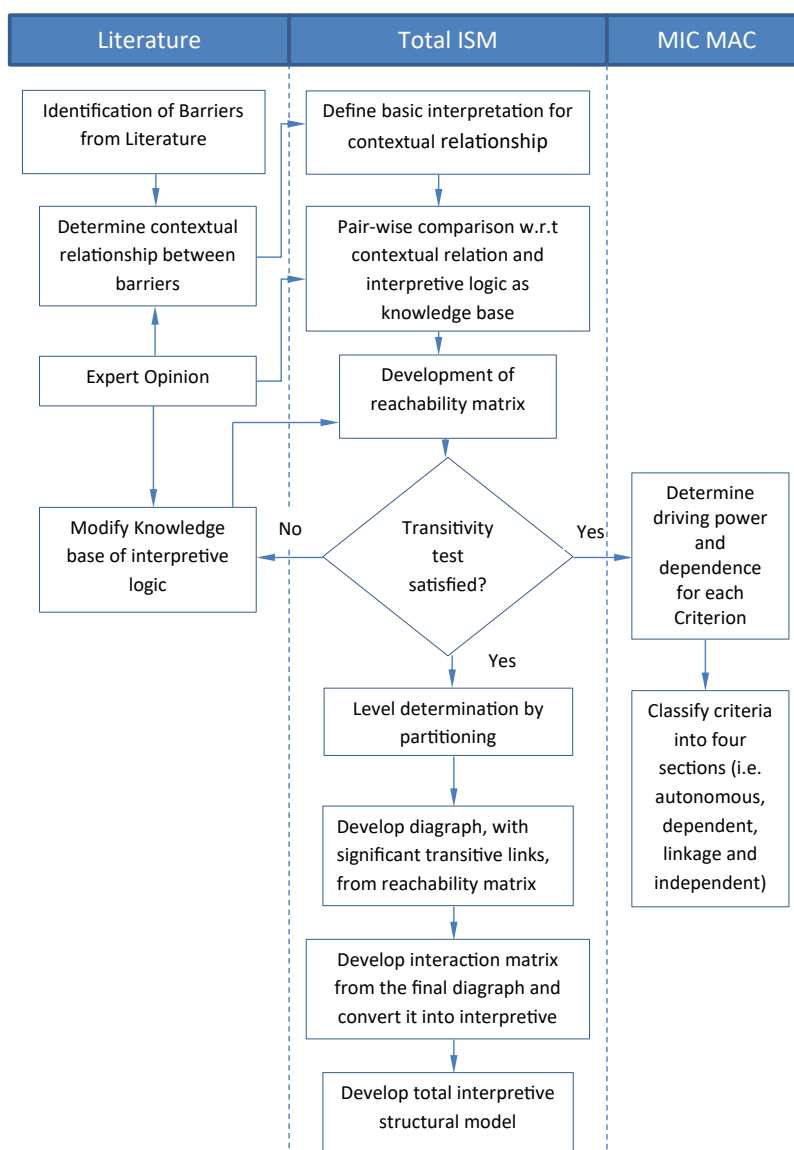 Literature
Total ISM
MIC MAC
Identification of Barriers
from Literature
Define basic interpretation for
contextual relationship
Determine contextual
relationship between
barriers
Pair-wise comparison w.r.t
contextual relation and
interpretive logic as
knowledge base
Expert Opinion
Development of
reachability matrix
Modify Knowledge
base of interpretive
logic
No
Transitivity
test
satisfied?
Yes
Determine
driving power
and
dependence
for each
Criterion
Yes
Level determination by
partitioning
Classify criteria
into four
sections (i.e.
autonomous,
dependent,
linkage and
independent)
Develop diagraph, with
significant transitive links,
from reachability matrix
Develop interaction matrix
from the final diagraph and
convert it into interpretive
Develop total interpretive
structural model